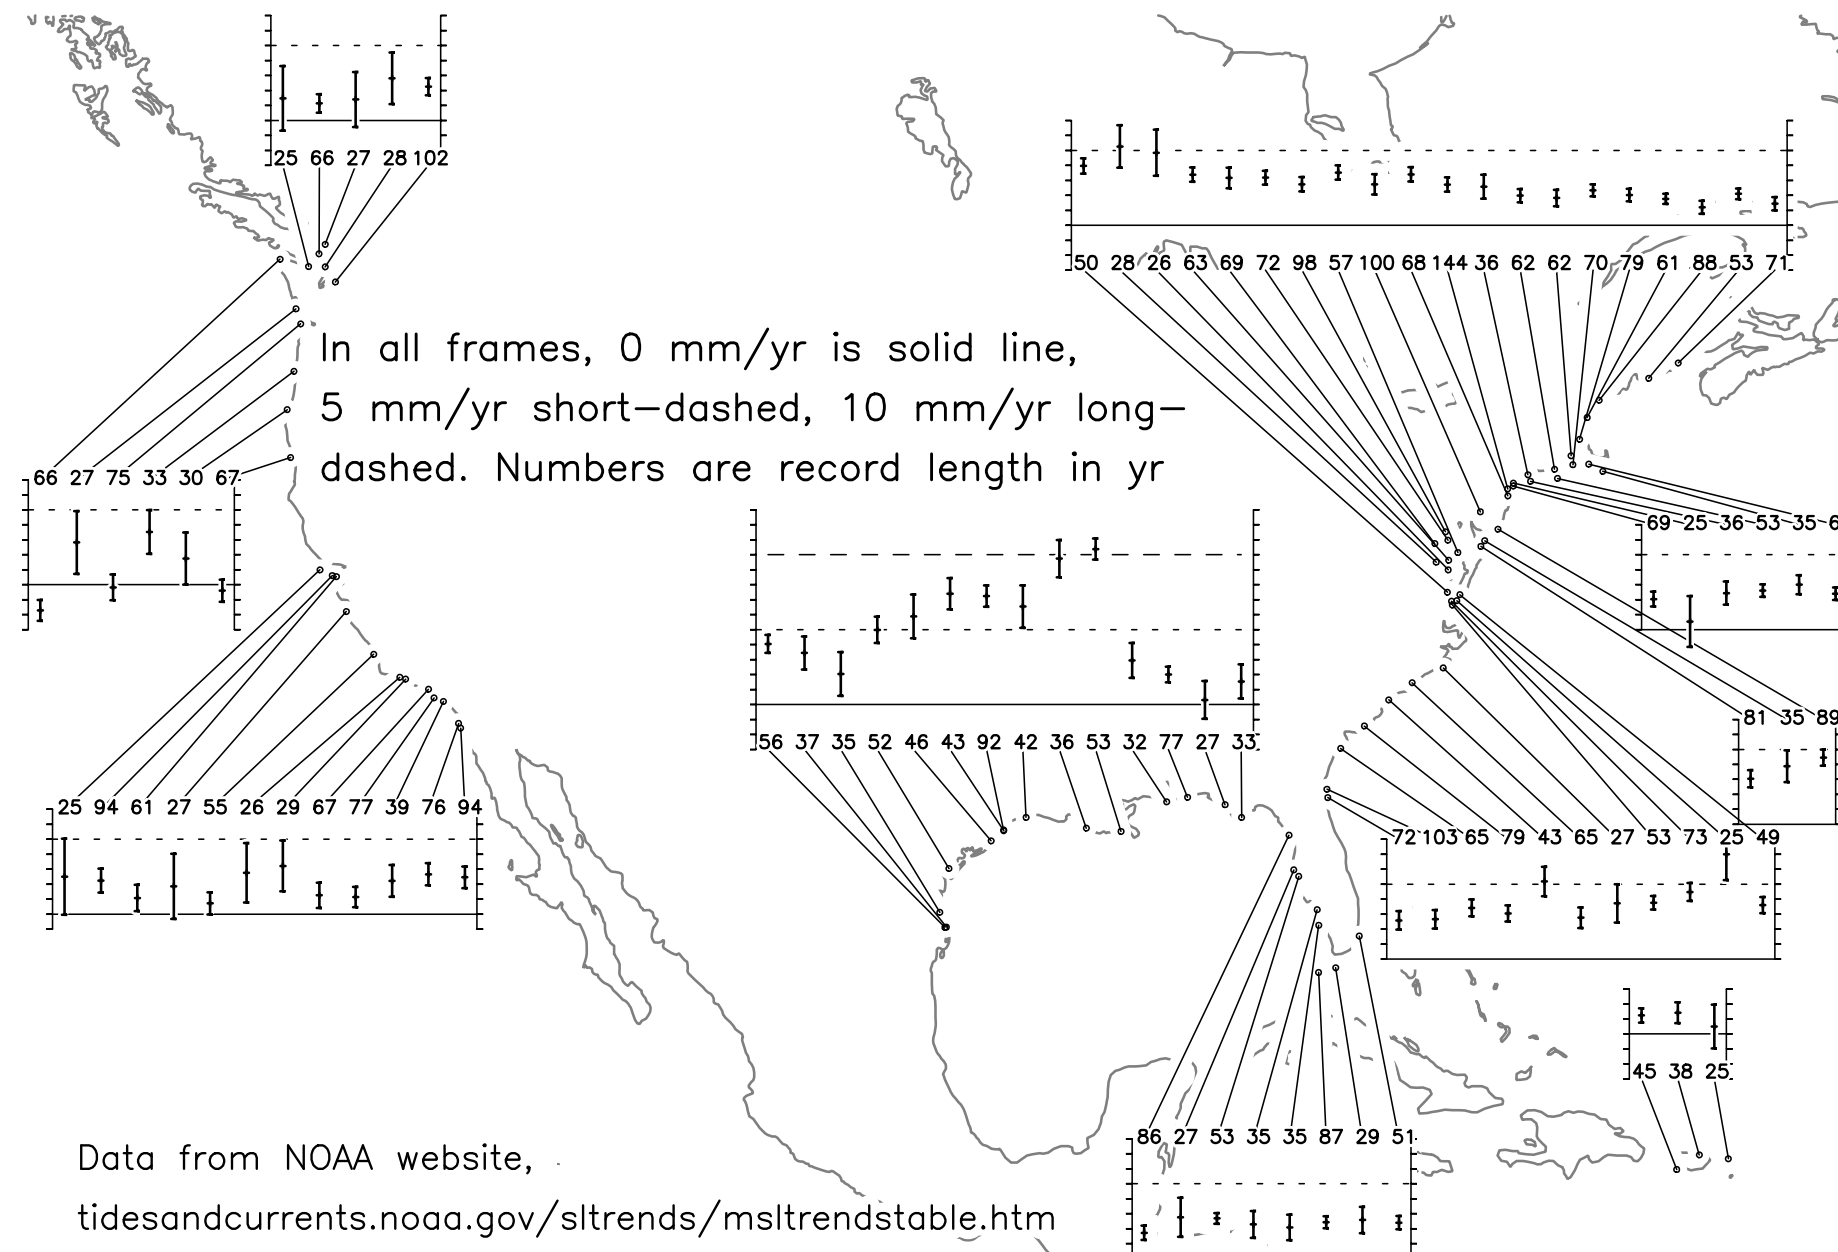 25 66 27 28 102
50 28 26 63 69 72 98 57 100 68 144 36 62 62 70 79 61 88 53 71
In all frames, 0 mm/yr is solid line,
5 mm/yr short-dashed, 10 mm/yr long-
dashed. Numbers are record length in yr
66 27 75 33 30 67
69 25 36 53 35 6
81 35 89
56 37 35 52 46 43 92 42 36 53 32 77 27 33
25 94 61 27 55 26 29 67 77 39 76 94
72 103 65 79 43 65 27 53 73 25 49
45 38 25
86 27 53 35 35 87 29 51
Data from NOAA website,
tidesandcurrents.noaa.gov/sltrends/msltrendstable.htm